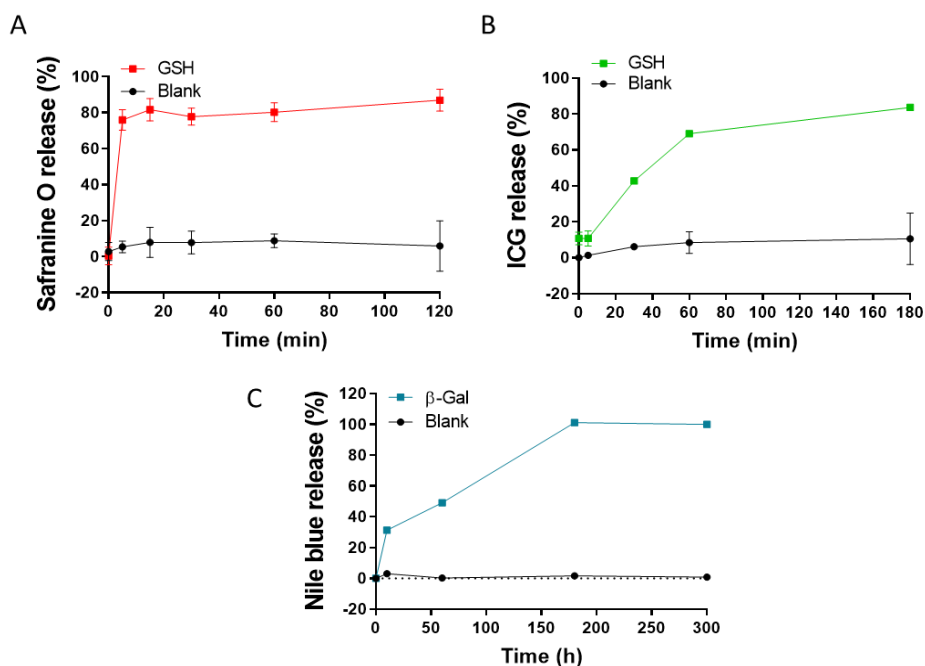 A
GSH
Blank
Safranine O release (%)
100
80
60
40
20
0
-20
0 20 40 60 80 100 120
Time (min)
B
GSH
Blank
ICG release (%)
100
80
60
40
20
0
-20
0 20 40 60 80 100 120 140 160 180
Time (min)
C
β-Gal
Blank
Nile blue release (%)
120
100
80
60
40
20
0
-20
0 50 100 150 200 250 300
Time (h)